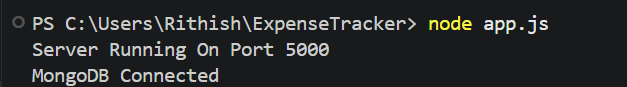 PS C:\Users\Rithish\ExpenseTracker> node app.js
Server Running On Port 5000
MongoDB Connected